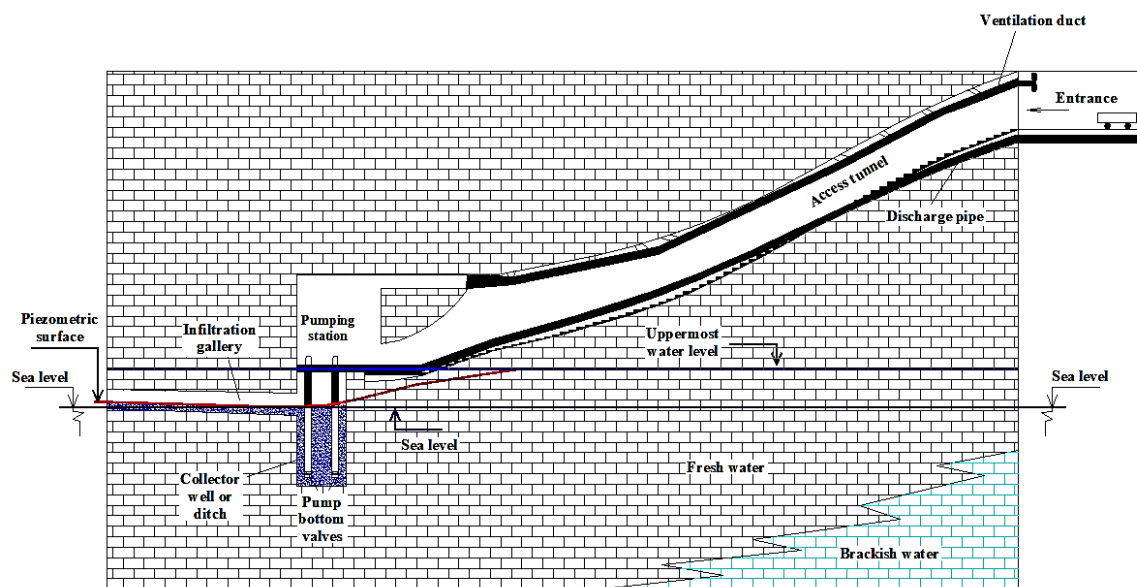 Ventilation duct
Entrance
Access tunnel
Discharge pipe
Piezometric
surface
Infiltration
gallery
Pumping
station
Uppermost
water level
Sea level
Sea level
Sea level
Fresh water
Collector
well or
ditch
Pump
bottom
valves
Brackish water